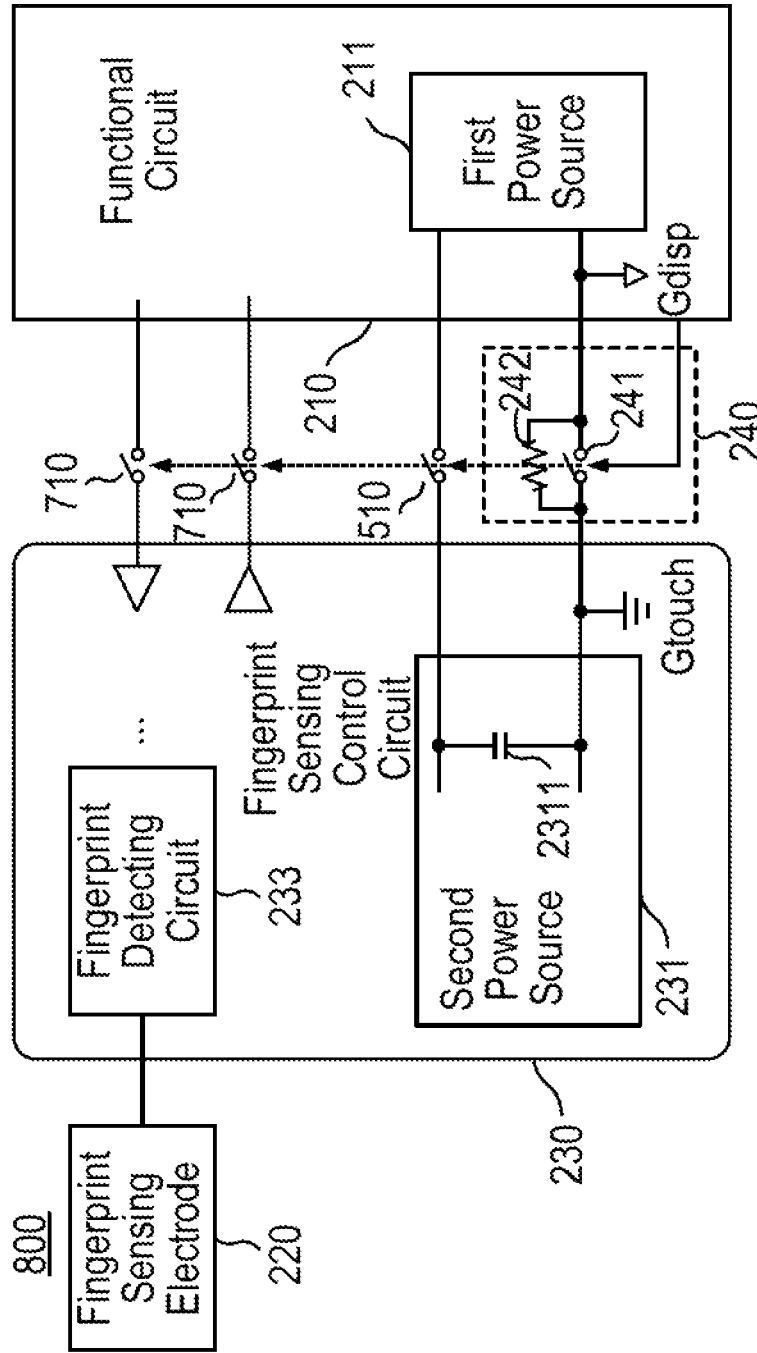 800
Fingerprint
Sensing
Electrode
220
Fingerprint
Detecting
Circuit
233
...
Fingerprint
Sensing
Control
Circuit
Second
Power
Source
2311
231
230
Gtouch
710
710
510
210
242
241
240
Functional
Circuit
211
First
Power
Source
Gdisp